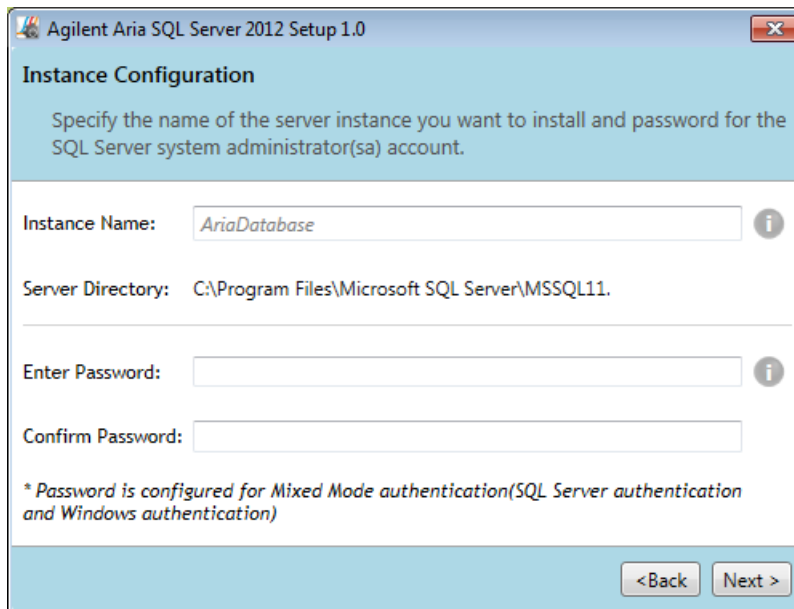 Agilent Aria SQL Server 2012 Setup 1.0
Instance Configuration
Specify the name of the server instance you want to install and password for the
SQL Server system administrator(sa) account.
Instance Name: AriaDatabase
Server Directory: C:\Program Files\Microsoft SQL Server\MSSQL11.
Enter Password:
Confirm Password:
* Password is configured for Mixed Mode authentication(SQL Server authentication
and Windows authentication)
<Back Next >